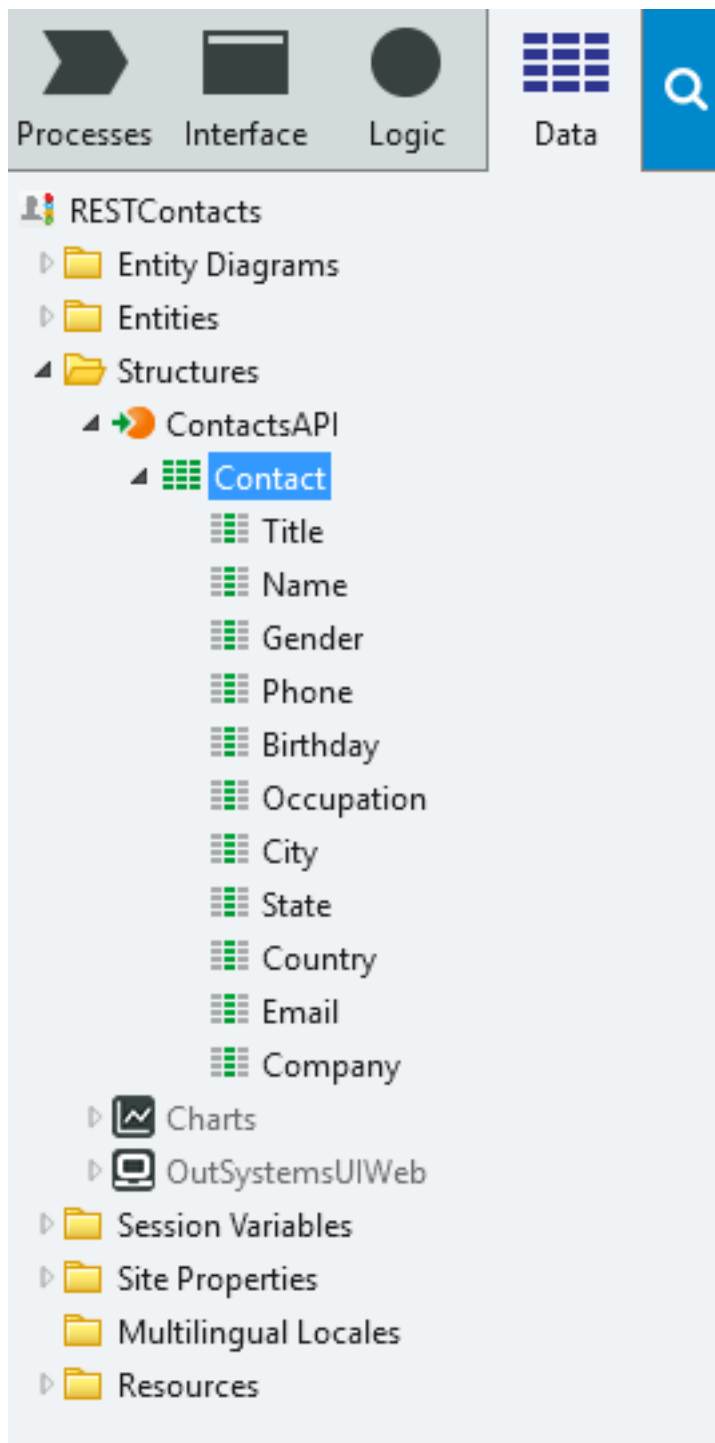 Processes Interface Logic Data
RESTContacts
Entity Diagrams
Entities
Structures
ContactsAPI
Contact
Title
Name
Gender
Phone
Birthday
Occupation
City
State
Country
Email
Company
Charts
OutSystemsUIWeb
Session Variables
Site Properties
Multilingual Locales
Resources